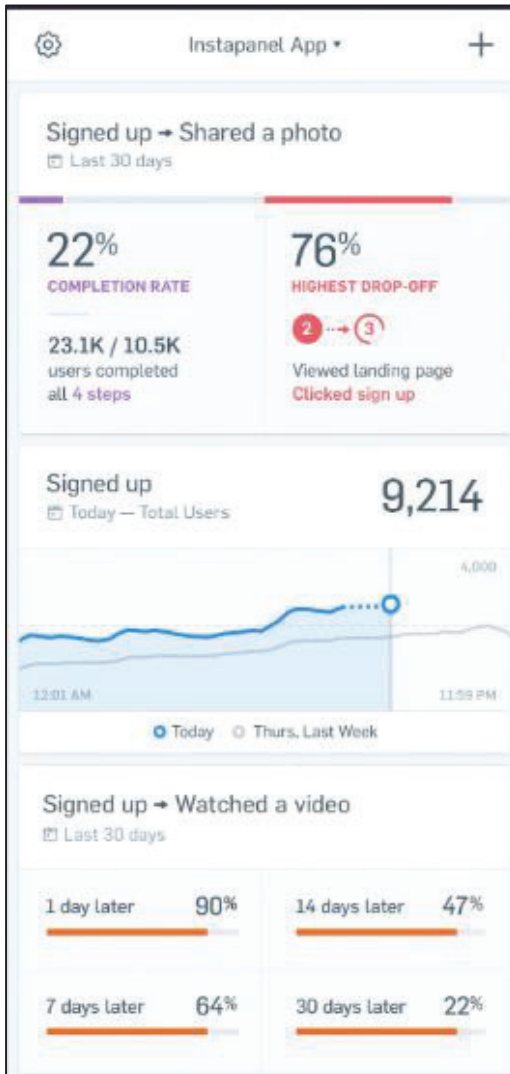 Instapanel App
Signed up → Shared a photo
Last 30 days
22%
COMPLETION RATE
23.1K / 10.5K
users completed
all 4 steps
76%
HIGHEST DROP-OFF
2 → 3
Viewed landing page
Clicked sign up
Signed up
Today — Total Users
9,214
4,000
12:01 AM
11:59 PM
Today
Thurs, Last Week
Signed up → Watched a video
Last 30 days
1 day later 90%
14 days later 47%
7 days later 64%
30 days later 22%